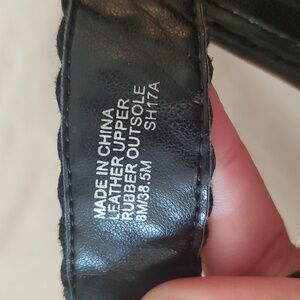 MADE IN CHINA
LEATHER UPPER
RUBBER OUTSOLE
8M/38.5M SH17A